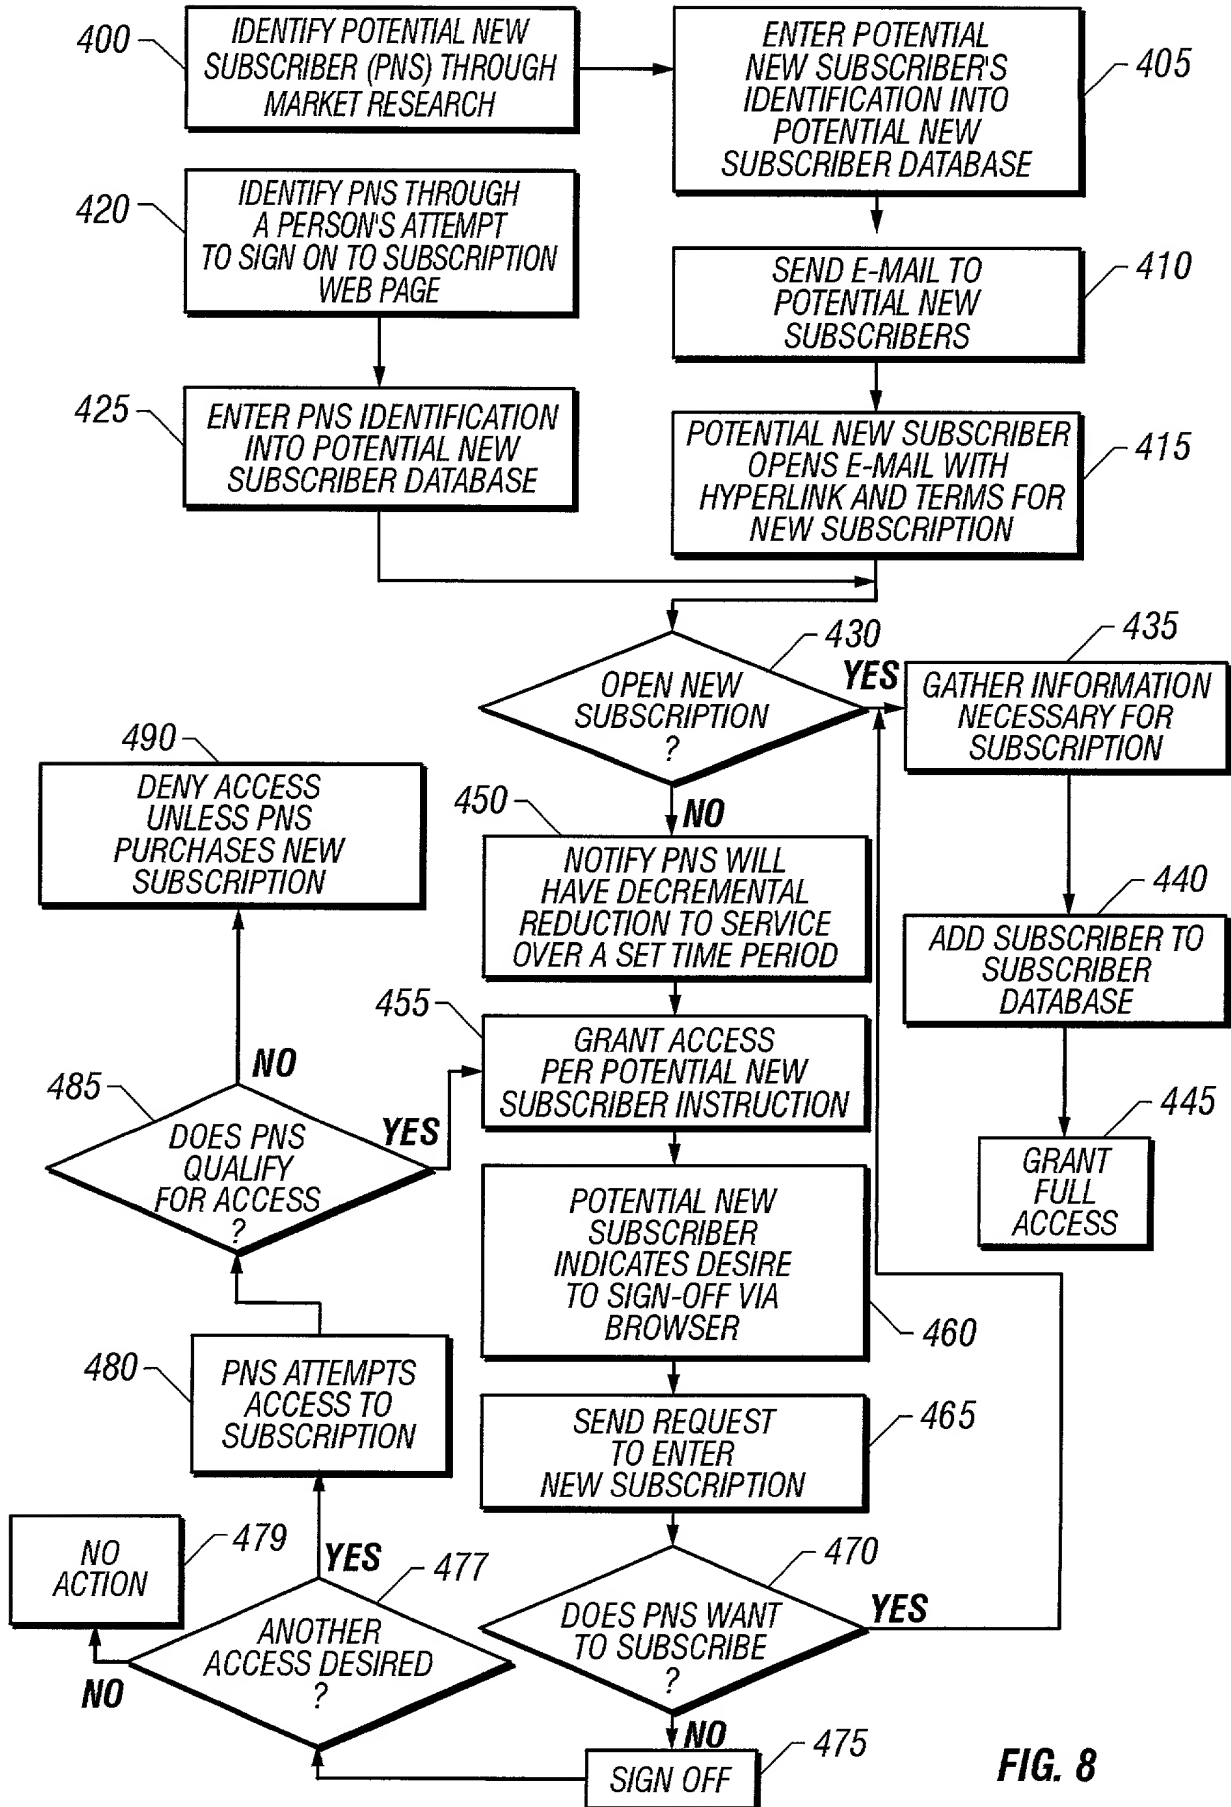 400
IDENTIFY POTENTIAL NEW
SUBSCRIBER (PNS) THROUGH
MARKET RESEARCH
ENTER POTENTIAL
NEW SUBSCRIBER'S
IDENTIFICATION INTO
POTENTIAL NEW
SUBSCRIBER DATABASE
405
420
IDENTIFY PNS THROUGH
A PERSON'S ATTEMPT
TO SIGN ON TO SUBSCRIPTION
WEB PAGE
SEND E-MAIL TO
POTENTIAL NEW
SUBSCRIBERS
410
425
ENTER PNS IDENTIFICATION
INTO POTENTIAL NEW
SUBSCRIBER DATABASE
POTENTIAL NEW SUBSCRIBER
OPENS E-MAIL WITH
HYPERLINK AND TERMS FOR
NEW SUBSCRIPTION
415
430
OPEN NEW
SUBSCRIPTION
?
YES
435
GATHER INFORMATION
NECESSARY FOR
SUBSCRIPTION
NO
490
DENY ACCESS
UNLESS PNS
PURCHASES NEW
SUBSCRIPTION
450
NOTIFY PNS WILL
HAVE DECREMENTAL
REDUCTION TO SERVICE
OVER A SET TIME PERIOD
440
ADD SUBSCRIBER TO
SUBSCRIBER
DATABASE
455
GRANT ACCESS
PER POTENTIAL NEW
SUBSCRIBER INSTRUCTION
NO
485
DOES PNS
QUALIFY
FOR ACCESS
?
YES
445
GRANT
FULL
ACCESS
POTENTIAL NEW
SUBSCRIBER
INDICATES DESIRE
TO SIGN-OFF VIA
BROWSER
460
480
PNS ATTEMPTS
ACCESS TO
SUBSCRIPTION
SEND REQUEST
TO ENTER
NEW SUBSCRIPTION
465
NO
ACTION
479
YES
477
ANOTHER
ACCESS DESIRED
?
NO
470
DOES PNS WANT
TO SUBSCRIBE
?
YES
NO
475
SIGN OFF
FIG. 8